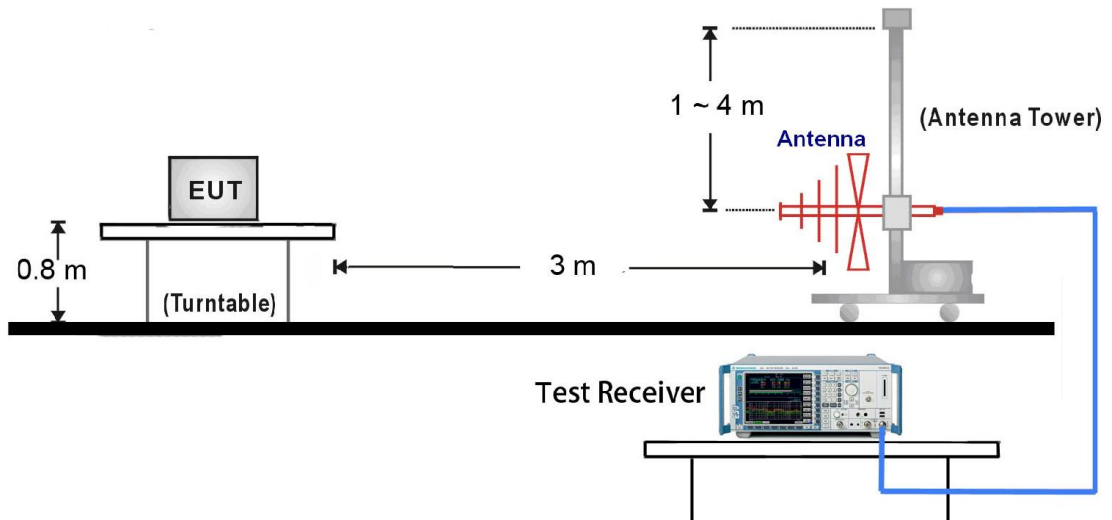 1 ~ 4 m
(Antenna Tower)
Antenna
EUT
0.8 m
3 m
(Turntable)
Test Receiver